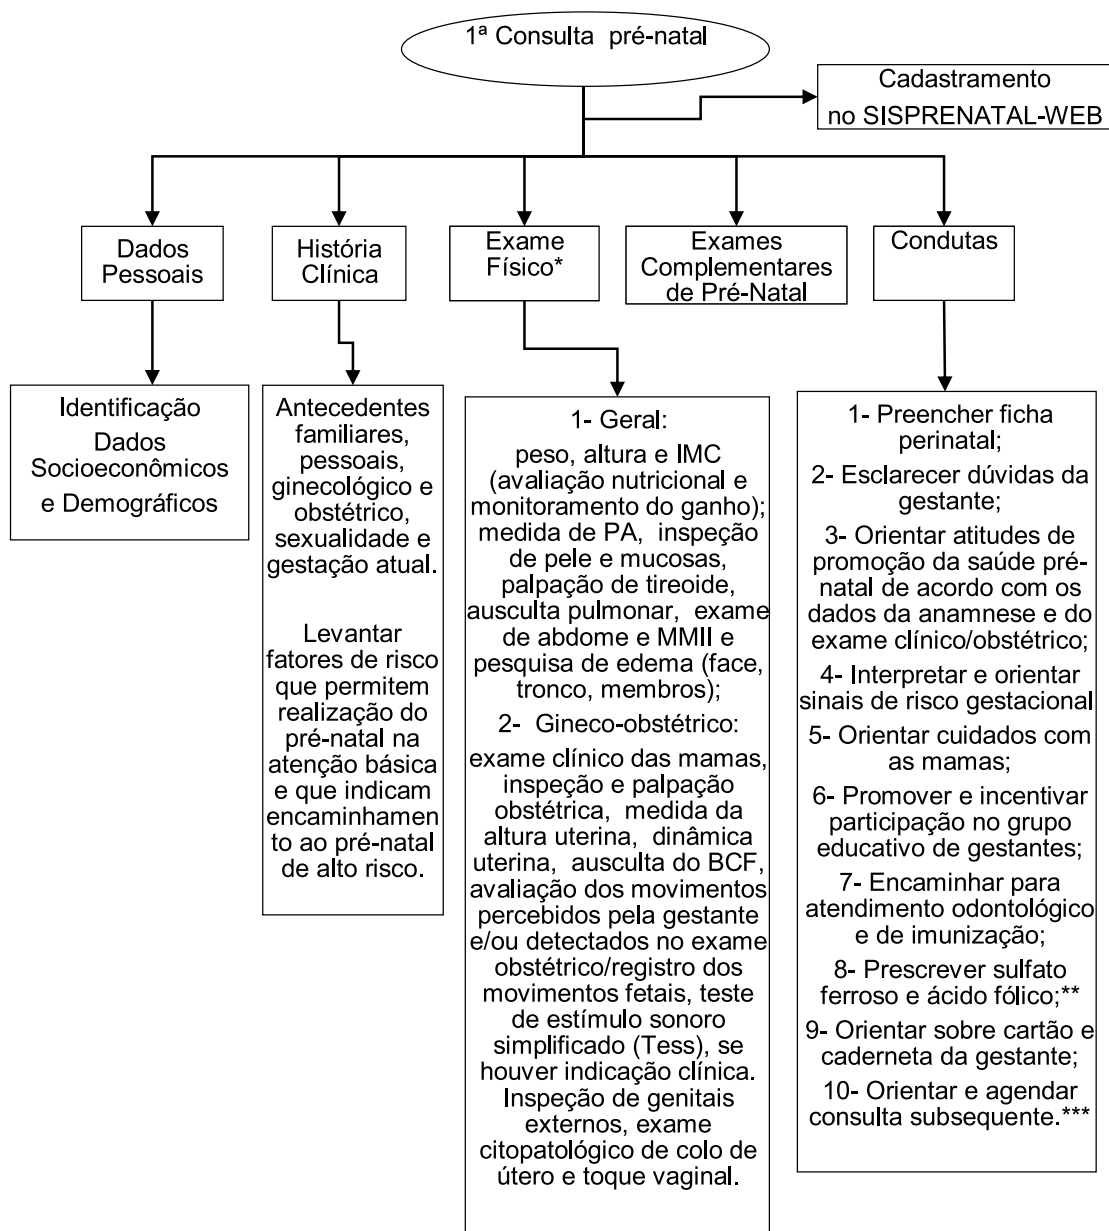 1ª Consulta pré-natal
Cadastramento
no SISPRENATAL-WEB
Dados
Pessoais
História
Clínica
Exame
Físico*
Exames
Complementares
de Pré-Natal
Condutas
Identificação
Dados
Socioeconômicos
e Demográficos
Antecedentes
familiares,
pessoais,
ginecológico e
obstétrico,
sexualidade e
gestação atual.
Levantar
fatores de risco
que permitem
realização do
pré-natal na
atenção básica
e que indicam
encaminhamen
to ao pré-natal
de alto risco.
1- Geral:
peso, altura e IMC
(avaliação nutricional e
monitoramento do ganho);
medida de PA, inspeção
de pele e mucosas,
palpação de tireoide,
ausculta pulmonar, exame
de abdome e MMII e
pesquisa de edema (face,
tronco, membros);
2- Gineco-obstétrico:
exame clínico das mamas,
inspeção e palpação
obstétrica, medida da
altura uterina, dinâmica
uterina, ausculta do BCF,
avaliação dos movimentos
percebidos pela gestante
e/ou detectados no exame
obstétrico/registro dos
movimentos fetais, teste
de estímulo sonoro
simplificado (Tess), se
houver indicação clínica.
Inspeção de genitais
externos, exame
citopatológico de colo de
útero e toque vaginal.
1- Preencher ficha
perinatal;
2- Esclarecer dúvidas da
gestante;
3- Orientar atitudes de
promoção da saúde pré-
natal de acordo com os
dados da anamnese e do
exame clínico/obstétrico;
4- Interpretar e orientar
sinais de risco gestacional
5- Orientar cuidados com
as mamas;
6- Promover e incentivar
participação no grupo
educativo de gestantes;
7- Encaminhar para
atendimento odontológico
e de imunização;
8- Prescrever sulfato
ferroso e ácido fólico;**
9- Orientar sobre cartão e
caderneta da gestante;
10- Orientar e agendar
consulta subsequente.***